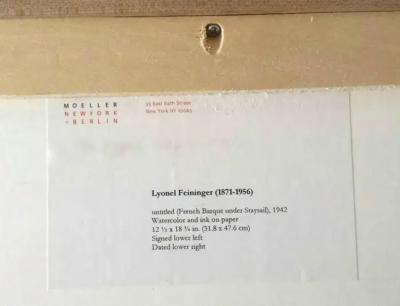 MOELLER
NEWYORK
+BERLIN
35 East 64th Street
New York NY 10065
Lyonel Feininger (1871-1956)
untitled (French Barque under Staysail), 1942
Watercolor and ink on paper
12 ½ x 18 ¾ in. (31.8 x 47.6 cm)
Signed lower left
Dated lower right